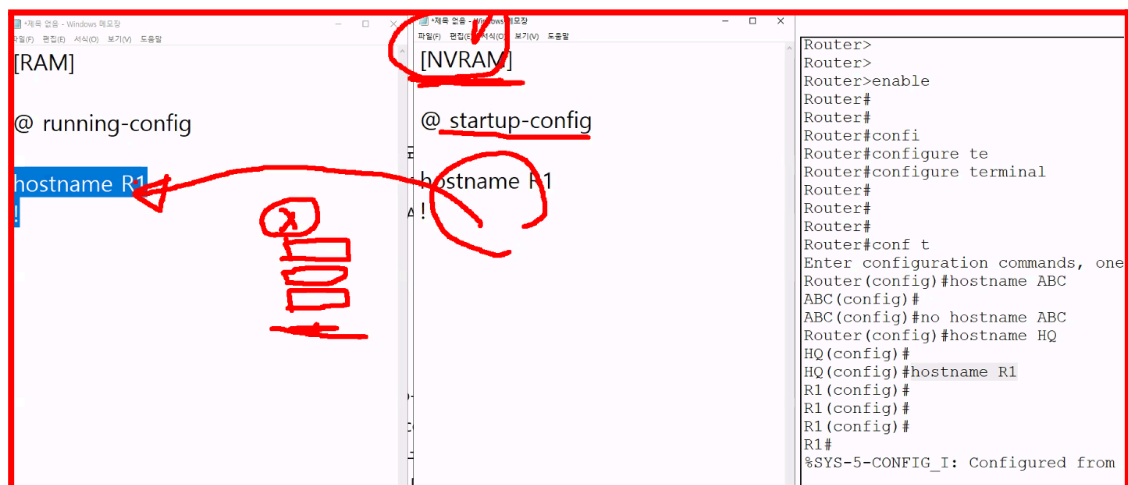 *제목 없음 - Windows 메모장
파일(F) 편집(E) 서식(O) 보기(V) 도움말
[RAM]
@ running-config
hostname R1
!
*제목 없음 - Windows 메모장
파일(F) 편집(E) 서식(O) 보기(V) 도움말
[NVRAM]
@ startup-config
hostname R1
!
Router>
Router>
Router>enable
Router#
Router#
Router#confi
Router#configure te
Router#configure terminal
Router#
Router#
Router#
Router#conf t
Enter configuration commands, one
Router(config)#hostname ABC
ABC(config)#
ABC(config)#no hostname ABC
Router(config)#hostname HQ
HQ(config)#
HQ(config)#hostname R1
R1(config)#
R1(config)#
R1(config)#
R1#
%SYS-5-CONFIG_I: Configured from